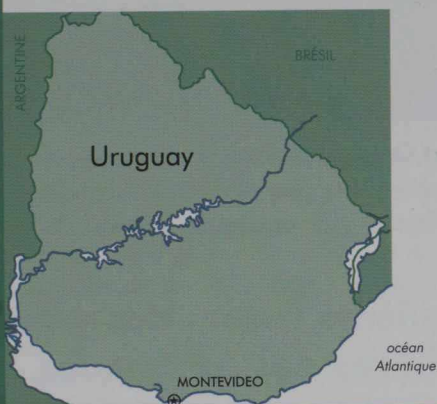 ARGENTINE
BRÉSIL
Uruguay
MONTEVIDEO
océan
Atlantique